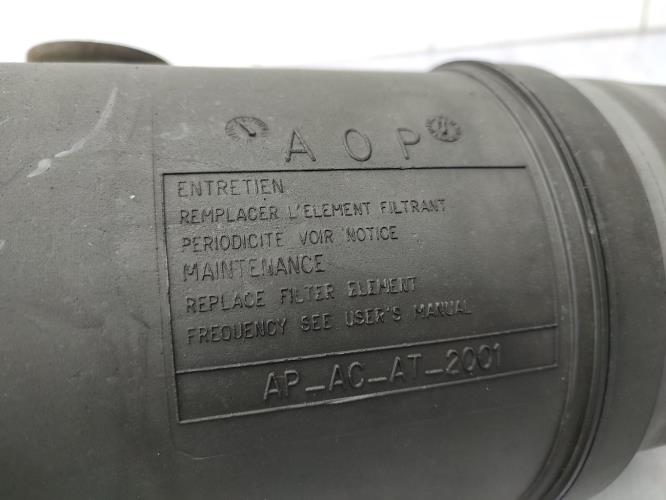 AOP
ENTRETIEN
REMPLACER L'ELEMENT FILTRANT
PERIODICITE VOIR NOTICE
MAINTENANCE
REPLACE FILTER ELEMENT
FREQUENCY SEE USER'S MANUAL
AP_AC_AT_2001